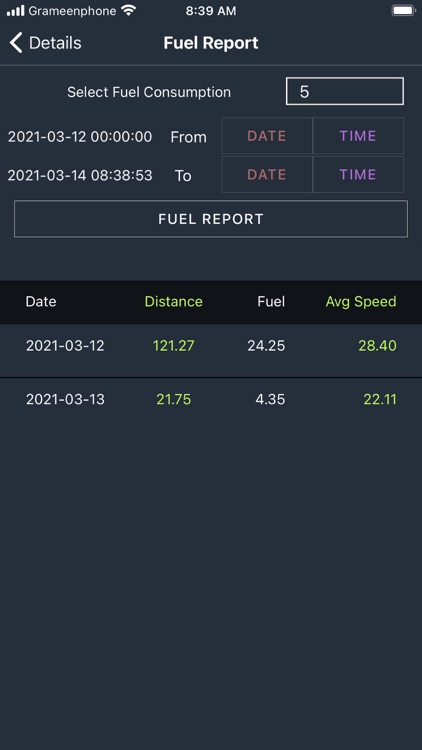 Grameenphone 8:39 AM
Details Fuel Report
Select Fuel Consumption 5
2021-03-12 00:00:00 From DATE TIME
2021-03-14 08:38:53 To DATE TIME
FUEL REPORT
Date Distance Fuel Avg Speed
2021-03-12 121.27 24.25 28.40
2021-03-13 21.75 4.35 22.11